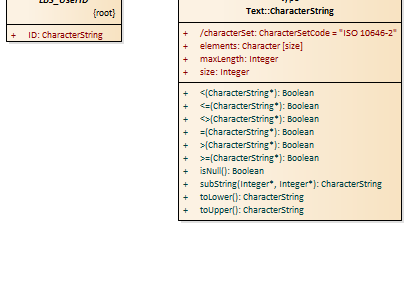 {root}
+ ID: CharacterString
Text::CharacterString
+ /characterSet: CharacterSetCode = "ISO 10646-2"
+ elements: Character [size]
+ maxLength: Integer
+ size: Integer
+ <(CharacterString*): Boolean
+ <=(CharacterString*): Boolean
+ <>(CharacterString*): Boolean
+ =(CharacterString*): Boolean
+ >(CharacterString*): Boolean
+ >=(CharacterString*): Boolean
+ isNull(): Boolean
+ subString(Integer*, Integer*): CharacterString
+ toLower(): CharacterString
+ toUpper(): CharacterString